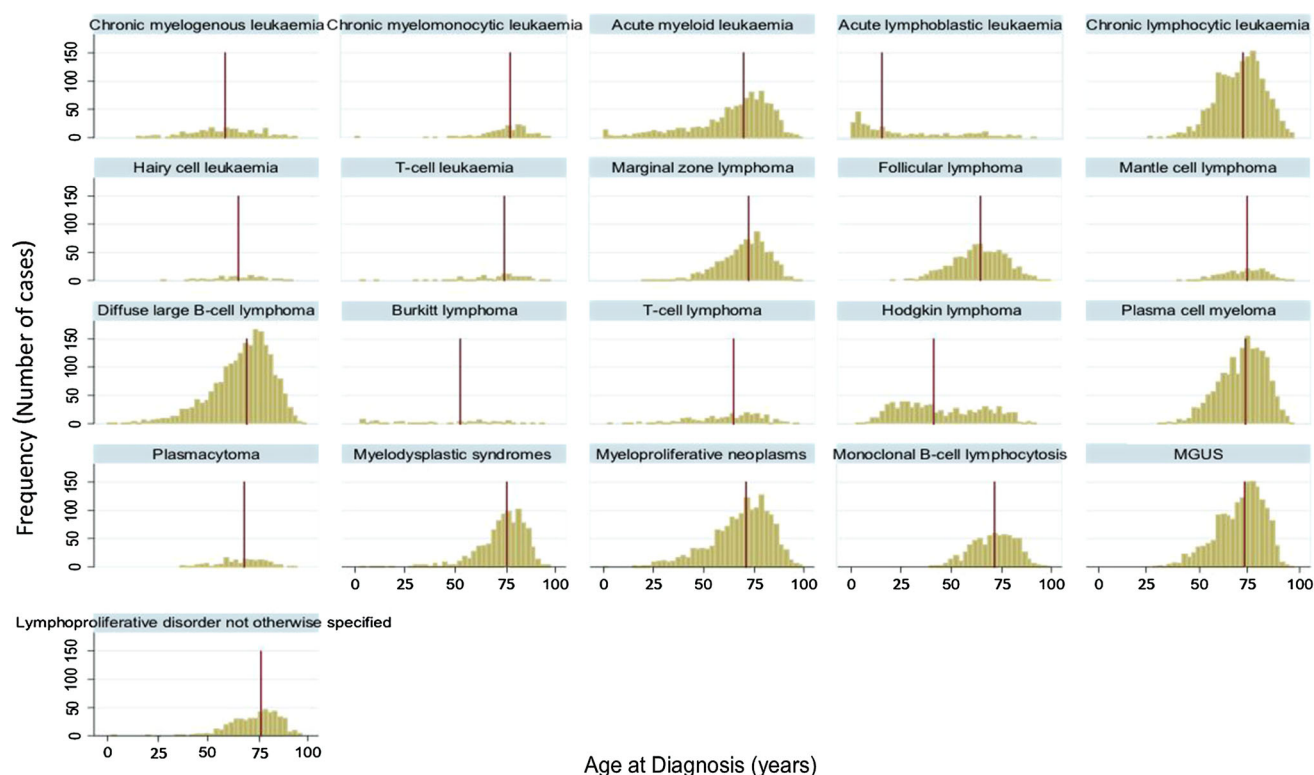 Chronic myelogenous leukaemia
Chronic myelomonocytic leukaemia
Acute myeloid leukaemia
Acute lymphoblastic leukaemia
Chronic lymphocytic leukaemia
0 50 100 150
Hairy cell leukaemia
T-cell leukaemia
Marginal zone lymphoma
Follicular lymphoma
Mantle cell lymphoma
0 50 100 150
Diffuse large B-cell lymphoma
Burkitt lymphoma
T-cell lymphoma
Hodgkin lymphoma
Plasma cell myeloma
0 50 100 150
Frequency (Number of cases)
Plasmacytoma
Myelodysplastic syndromes
Myeloproliferative neoplasms
Monoclonal B-cell lymphocytosis
MGUS
0 50 100 150
0 25 50 75 100
0 25 50 75 100
0 25 50 75 100
0 25 50 75 100
Lymphoproliferative disorder not otherwise specified
0 50 100 150
0 25 50 75 100
Age at Diagnosis (years)